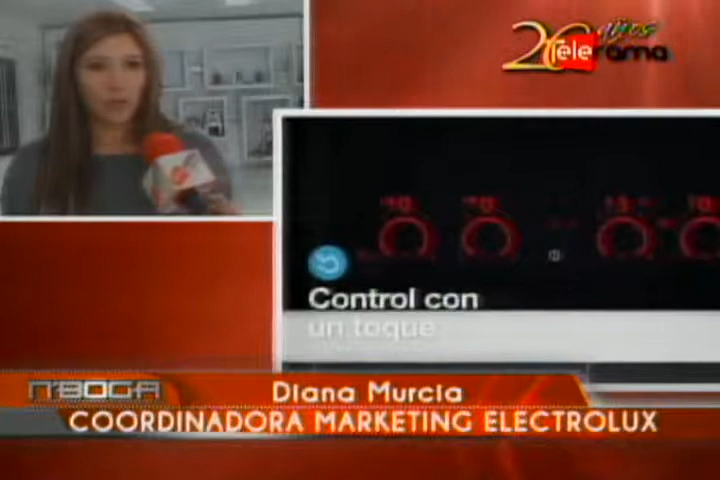 20 años
Telerama
Control con
un toque
N'BOGA
Diana Murcia
COORDINADORA MARKETING ELECTROLUX